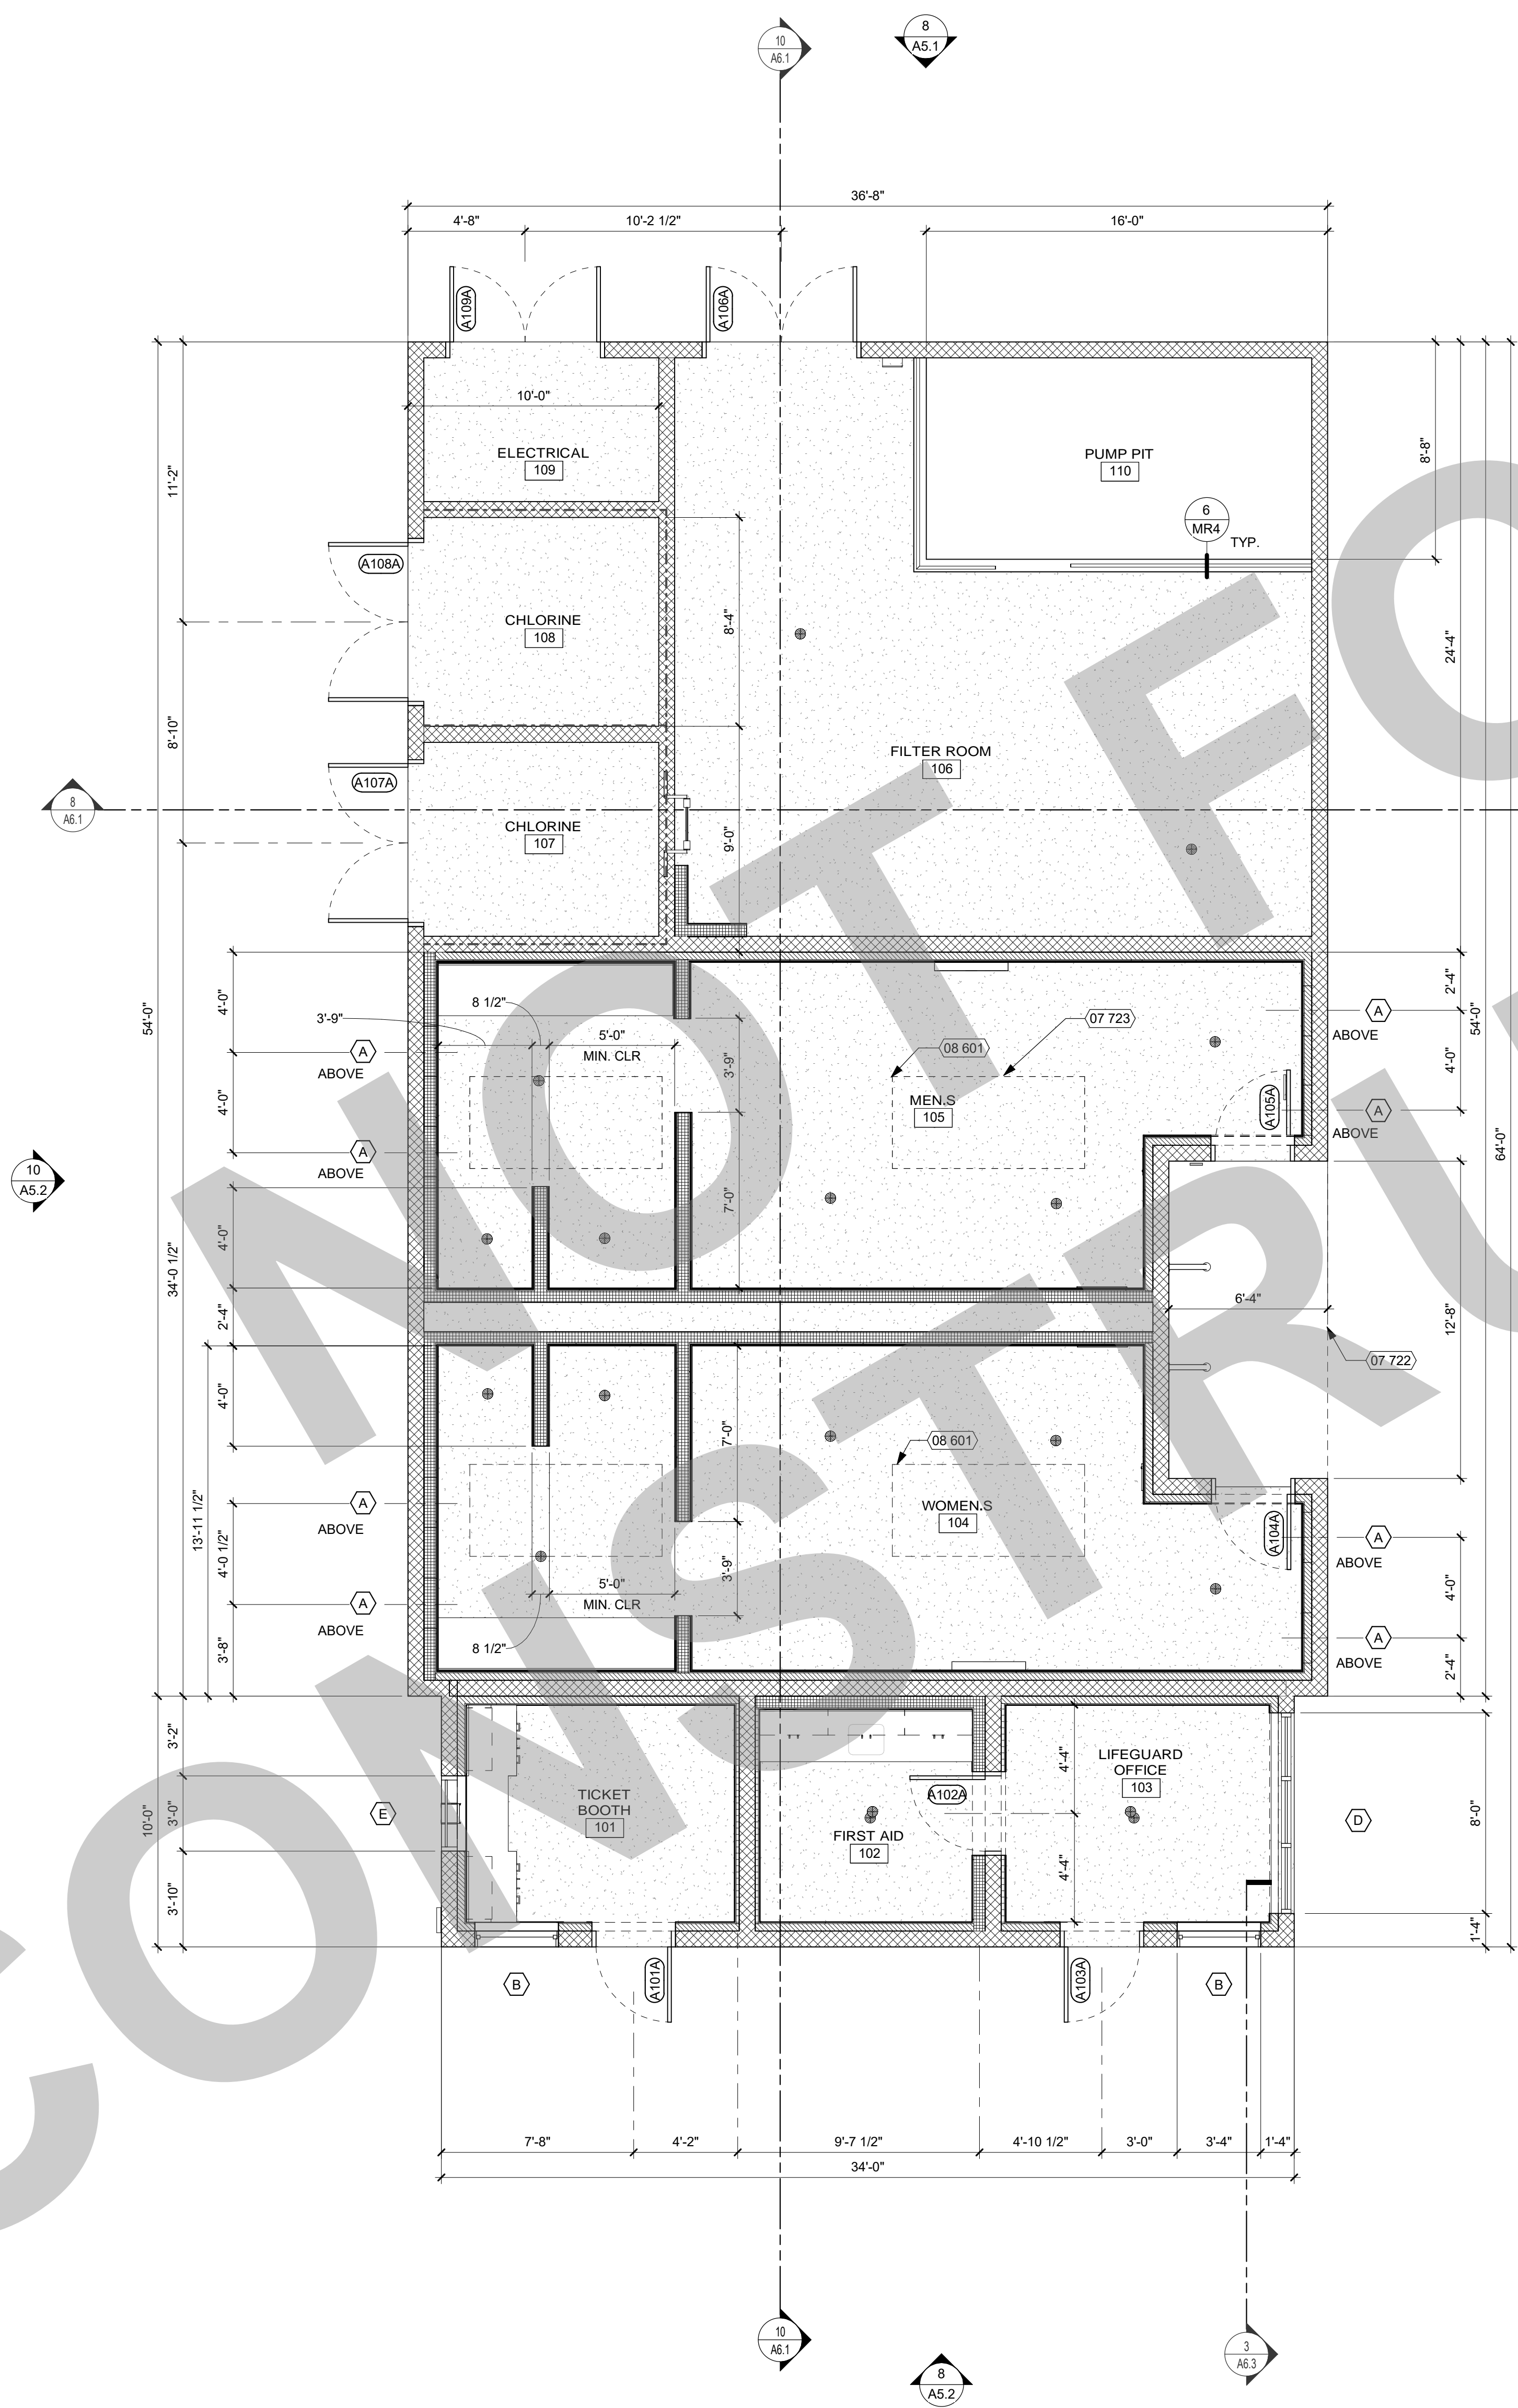 10
A6.1
8
A5.1
36'-8"
4'-8"
10'-2 1/2"
16'-0"
A109A
A106A
10'-0"
ELECTRICAL
109
PUMP PIT
110
6
MR4
TYP.
8'-8"
11'-2"
A108A
CHLORINE
108
8'-4"
24'-4"
8'-10"
FILTER ROOM
106
A107A
8
A6.1
CHLORINE
107
9'-0"
54'-0"
4'-0"
8 1/2"
3'-9"
5'-0"
MIN. CLR
A
ABOVE
3'-9"
07 723
08 601
MEN.S
105
A
ABOVE
2'-4"
54'-0"
4'-0"
A105A
A
ABOVE
4'-0"
A
ABOVE
64'-0"
10
A5.2
7'-0"
4'-0"
34'-0 1/2"
6'-4"
2'-4"
12'-8"
07 722
4'-0"
7'-0"
08 601
13'-11 1/2"
A
ABOVE
WOMEN.S
104
A104A
A
ABOVE
4'-0 1/2"
3'-9"
5'-0"
MIN. CLR
4'-0"
A
ABOVE
8 1/2"
3'-8"
A
ABOVE
2'-4"
3'-2"
4'-4"
LIFEGUARD
OFFICE
103
A102A
TICKET
BOOTH
101
10'-0"
3'-0"
E
FIRST AID
102
D
8'-0"
4'-4"
3'-10"
1'-4"
B
A101A
A103A
B
7'-8"
4'-2"
9'-7 1/2"
4'-10 1/2"
3'-0"
3'-4"
1'-4"
34'-0"
10
A6.1
3
A6.3
8
A5.2
NOT FO
CONSTRU